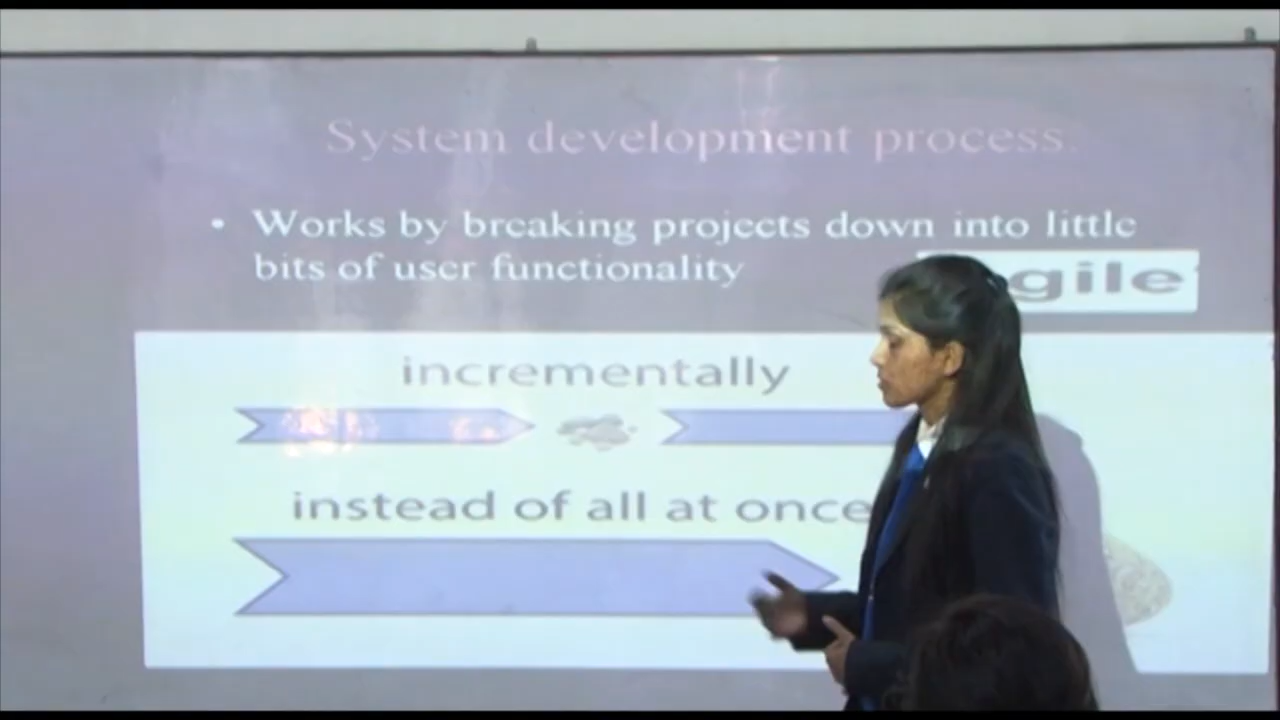 System development process:
• Works by breaking projects down into little
bits of user functionality
gile
incrementally
instead of all at once